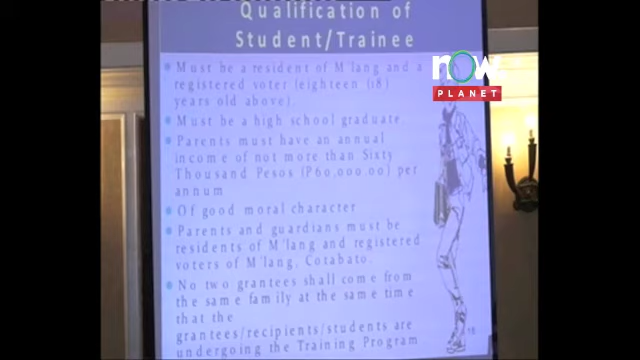 Qualification of
Student/Trainee
Must be a resident of M'lang and a
registered voter (eighteen (18)
years old above).
Must be a high school graduate.
Parents must have an annual
income of not more than Sixty
Thousand Pesos (P60,000.00) per
annum
Of good moral character
Parents and guardians must be
residents of M'lang and registered
voters of M'lang, Cotabato.
No two grantees shall come from
the same family at the same time
that the
grantees/recipients/students are
undergoing the Training Program
18
now
PLANET